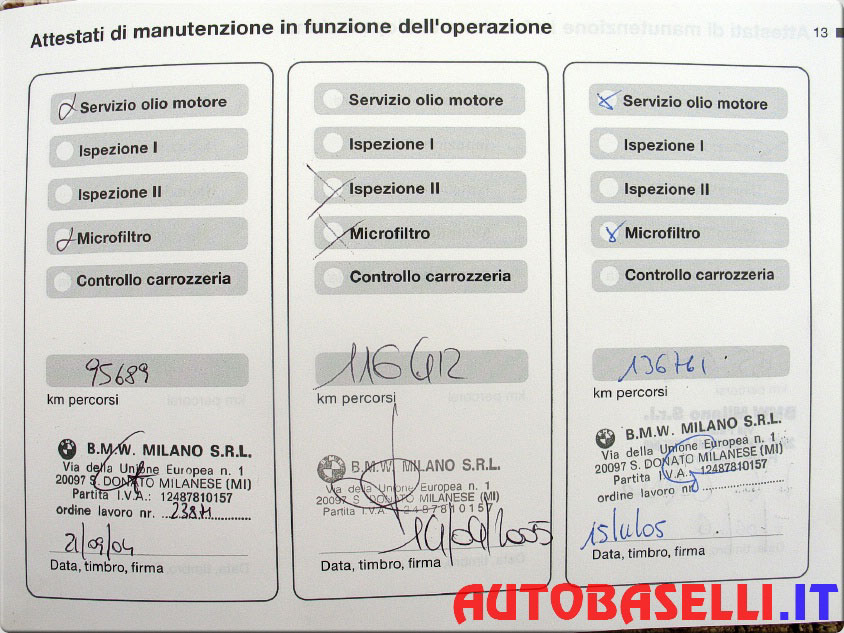 Attestati di manutenzione in funzione dell'operazione
13
Servizio olio motore
Ispezione I
Ispezione II
Microfiltro
Controllo carrozzeria
95689
km percorsi
B.M.W. MILANO S.R.L.
Via della Unione Europea n. 1
20097 S. DONATO MILANESE (MI)
Partita I.V.A.: 12487810157
ordine lavoro nr.
21/09/04
Data, timbro, firma
Servizio olio motore
Ispezione I
Ispezione II
Microfiltro
Controllo carrozzeria
km percorsi
B.M.W. MILANO S.R.L.
Via della Unione Europea n. 1
20097 S. DONATO MILANESE (MI)
Partita I.V.A. 12487810157
Data, timbro, firma
Servizio olio motore
Ispezione I
Ispezione II
Microfiltro
Controllo carrozzeria
136761
km percorsi
B.M.W. MILANO S.R.L.
Via della Unione Europea n. 1
20097 S. DONATO MILANESE (MI)
Partita I.V.A.: 12487810157
ordine lavoro nr.
Data, timbro, firma
AUTOBASELLI.IT